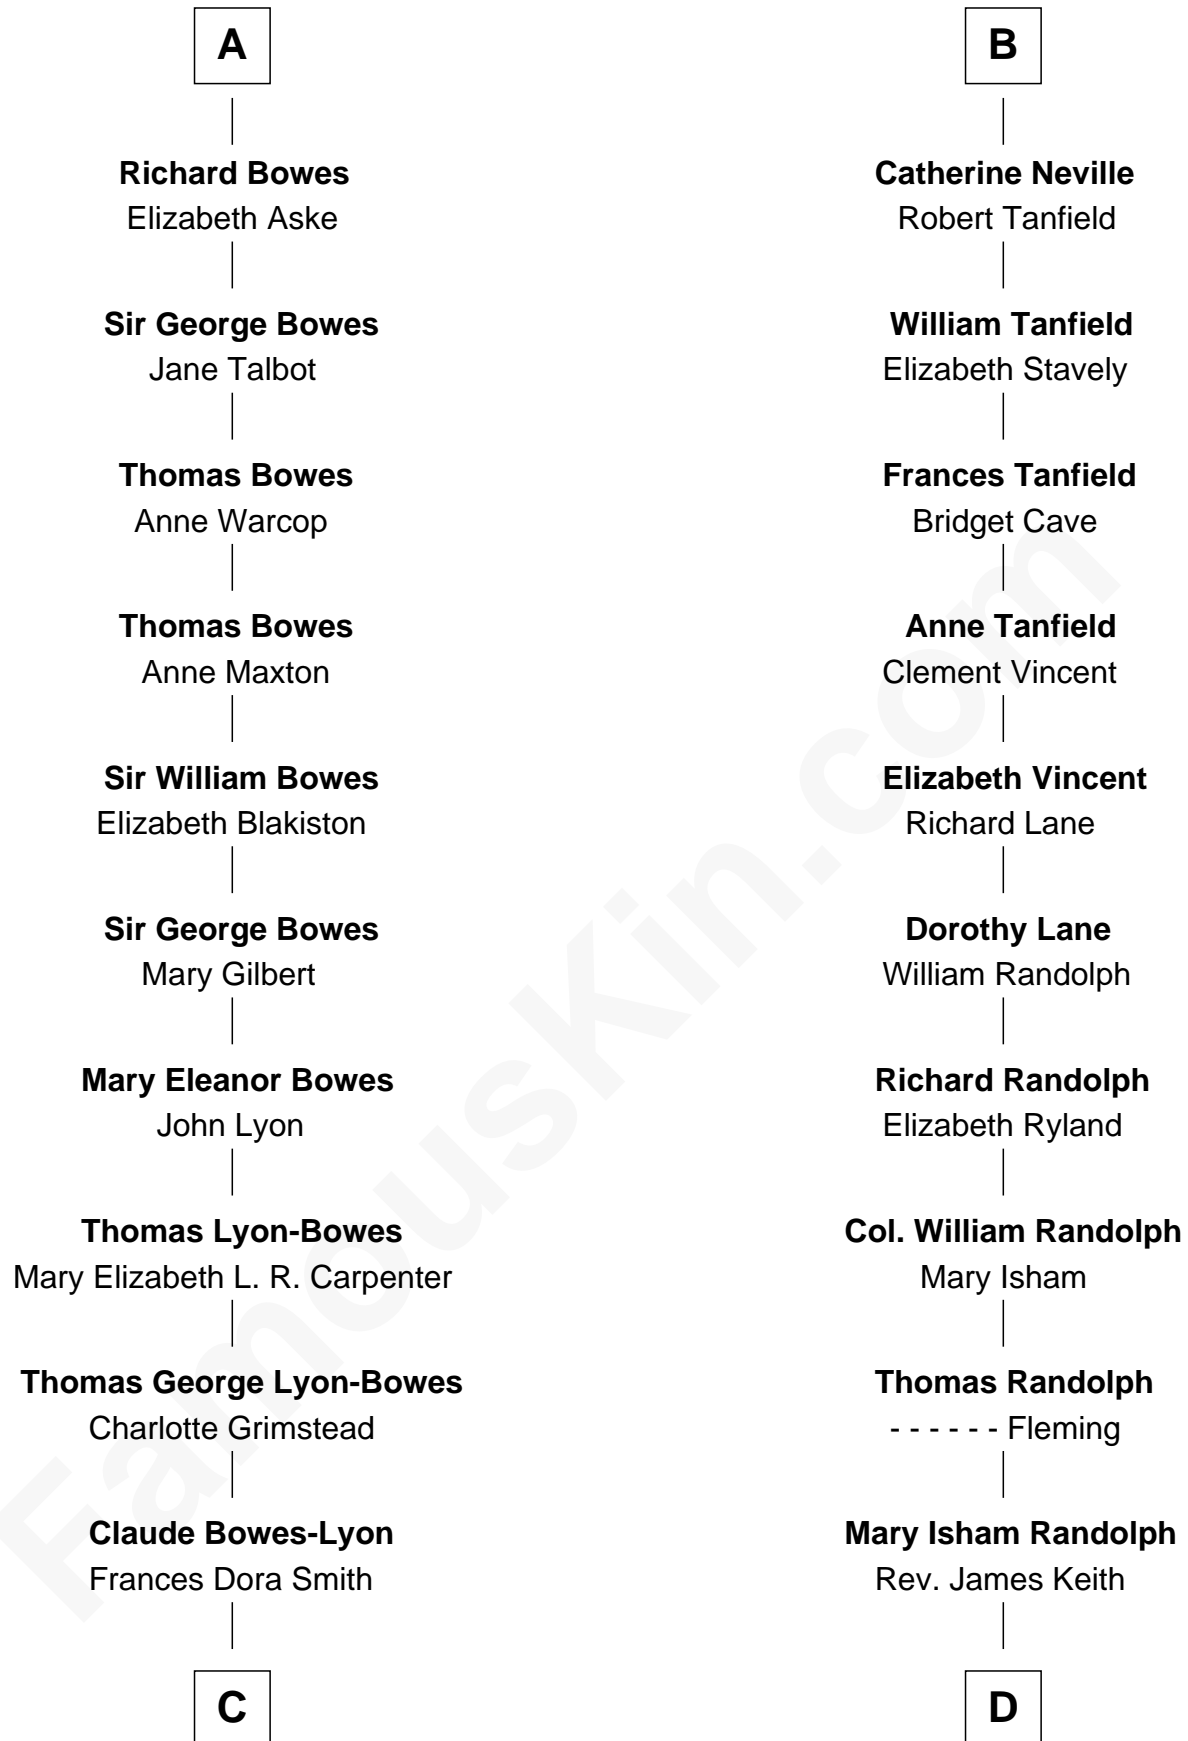 A
Richard Bowes
Elizabeth Aske
Sir George Bowes
Jane Talbot
Thomas Bowes
Anne Warcop
Thomas Bowes
Anne Maxton
Sir William Bowes
Elizabeth Blakiston
Sir George Bowes
Mary Gilbert
Mary Eleanor Bowes
John Lyon
Thomas Lyon-Bowes
Mary Elizabeth L. R. Carpenter
Thomas George Lyon-Bowes
Charlotte Grimstead
Claude Bowes-Lyon
Frances Dora Smith
C
B
Catherine Neville
Robert Tanfield
William Tanfield
Elizabeth Stavely
Frances Tanfield
Bridget Cave
Anne Tanfield
Clement Vincent
Elizabeth Vincent
Richard Lane
Dorothy Lane
William Randolph
Richard Randolph
Elizabeth Ryland
Col. William Randolph
Mary Isham
Thomas Randolph
- - - - - - Fleming
Mary Isham Randolph
Rev. James Keith
D
FamousKin.com